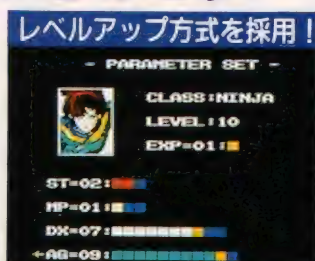 レベルアップ方式を採用!
- PARAMETER SET -
CLASS:NINJA
LEVEL:10
EXP=01:
ST=02:
MP=01:
DX=07:
←AG=09: